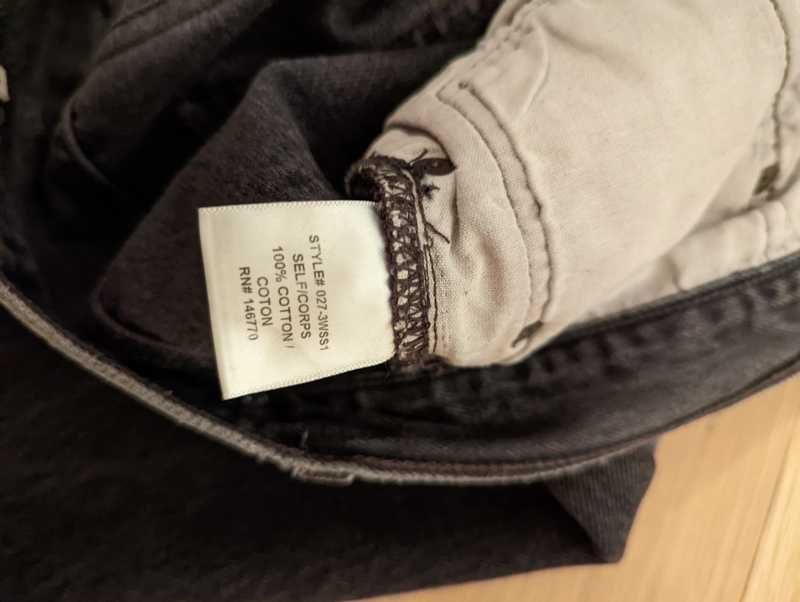 STYLE# 027-3WSS1
SELF/CORPS
100% COTTON /
COTON
RN# 146770